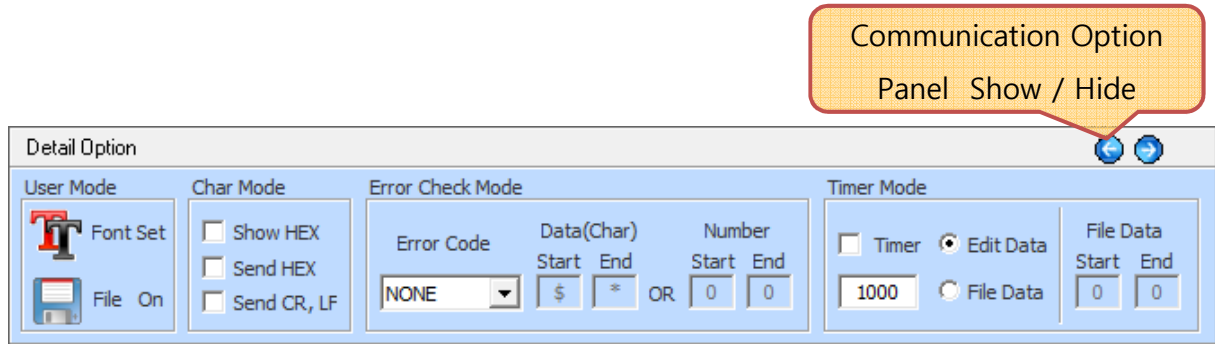 Communication Option
Panel Show / Hide
Detail Option
User Mode
Font Set
File On
Char Mode
Show HEX
Send HEX
Send CR, LF
Error Check Mode
Error Code
NONE
Data(Char)
Start End
$ *
OR
Number
Start End
0 0
Timer Mode
Timer
1000
Edit Data
File Data
File Data
Start End
0 0